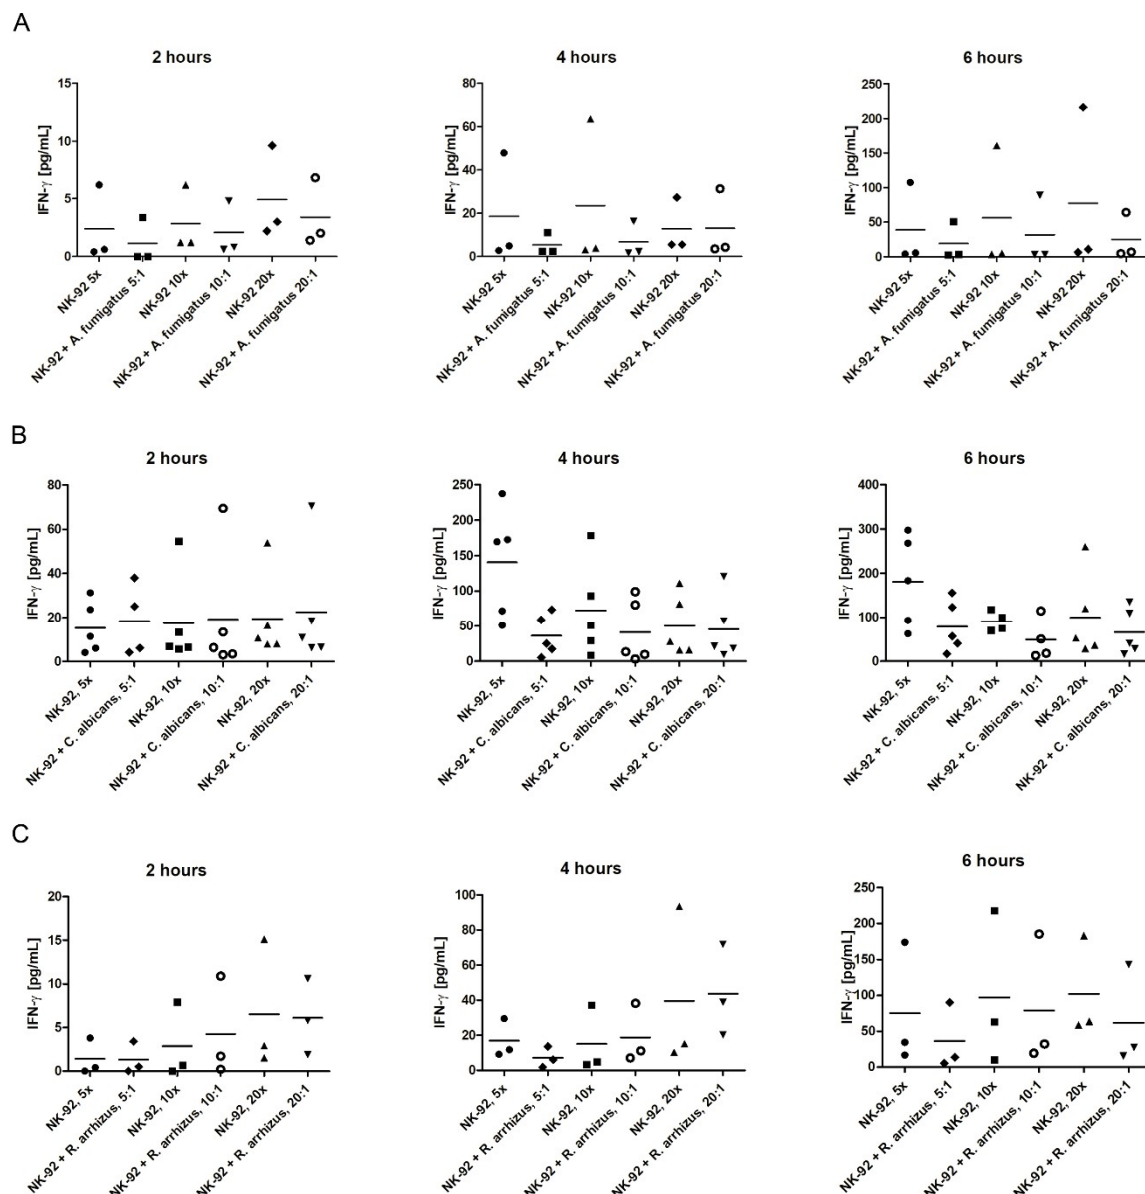 A
2 hours
IFN-γ [pg/mL]
15
10
5
0
NK-92 5x
NK-92 + A. fumigatus 5:1
NK-92 10x
NK-92 + A. fumigatus 10:1
NK-92 20x
NK-92 + A. fumigatus 20:1
4 hours
IFN-γ [pg/mL]
80
60
40
20
0
NK-92 5x
NK-92 + A. fumigatus 5:1
NK-92 10x
NK-92 + A. fumigatus 10:1
NK-92 20x
NK-92 + A. fumigatus 20:1
6 hours
IFN-γ [pg/mL]
250
200
150
100
50
0
NK-92 5x
NK-92 + A. fumigatus 5:1
NK-92 10x
NK-92 + A. fumigatus 10:1
NK-92 20x
NK-92 + A. fumigatus 20:1
B
2 hours
IFN-γ [pg/mL]
80
60
40
20
0
NK-92, 5x
NK-92 + C. albicans, 5:1
NK-92, 10x
NK-92 + C. albicans, 10:1
NK-92, 20x
NK-92 + C. albicans, 20:1
4 hours
IFN-γ [pg/mL]
250
200
150
100
50
0
NK-92, 5x
NK-92 + C. albicans, 5:1
NK-92, 10x
NK-92 + C. albicans, 10:1
NK-92, 20x
NK-92 + C. albicans, 20:1
6 hours
IFN-γ [pg/mL]
400
300
200
100
0
NK-92, 5x
NK-92 + C. albicans, 5:1
NK-92, 10x
NK-92 + C. albicans, 10:1
NK-92, 20x
NK-92 + C. albicans, 20:1
C
2 hours
IFN-γ [pg/mL]
20
15
10
5
0
NK-92, 5x
NK-92 + R. arrhizus, 5:1
NK-92, 10x
NK-92 + R. arrhizus, 10:1
NK-92, 20x
NK-92 + R. arrhizus, 20:1
4 hours
IFN-γ [pg/mL]
100
80
60
40
20
0
NK-92, 5x
NK-92 + R. arrhizus, 5:1
NK-92, 10x
NK-92 + R. arrhizus, 10:1
NK-92, 20x
NK-92 + R. arrhizus, 20:1
6 hours
IFN-γ [pg/mL]
250
200
150
100
50
0
NK-92, 5x
NK-92 + R. arrhizus, 5:1
NK-92, 10x
NK-92 + R. arrhizus, 10:1
NK-92, 20x
NK-92 + R. arrhizus, 20:1